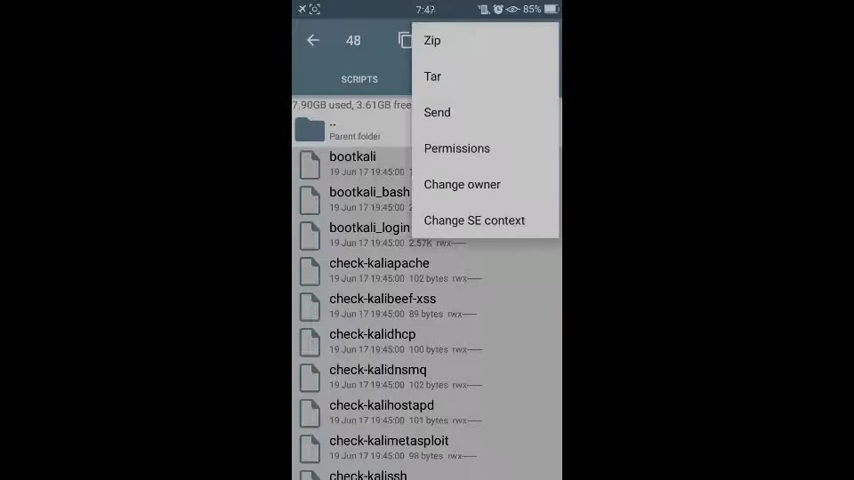 7:47
85%
48
Zip
SCRIPTS
Tar
7.90GB used, 3.61GB free
Send
..
Parent folder
Permissions
bootkali
19 Jun 17 19:45:00
Change owner
bootkali_bash
19 Jun 17 19:45:00
Change SE context
bootkali_login
19 Jun 17 19:45:00 2.57K rwx------
check-kaliapache
19 Jun 17 19:45:00 102 bytes rwx------
check-kalibeef-xss
19 Jun 17 19:45:00 89 bytes rwx------
check-kalidhcp
19 Jun 17 19:45:00 100 bytes rwx------
check-kalidnsmq
19 Jun 17 19:45:00 102 bytes rwx------
check-kalihostapd
19 Jun 17 19:45:00 101 bytes rwx------
check-kalimetasploit
19 Jun 17 19:45:00 98 bytes rwx------
check-kalissh